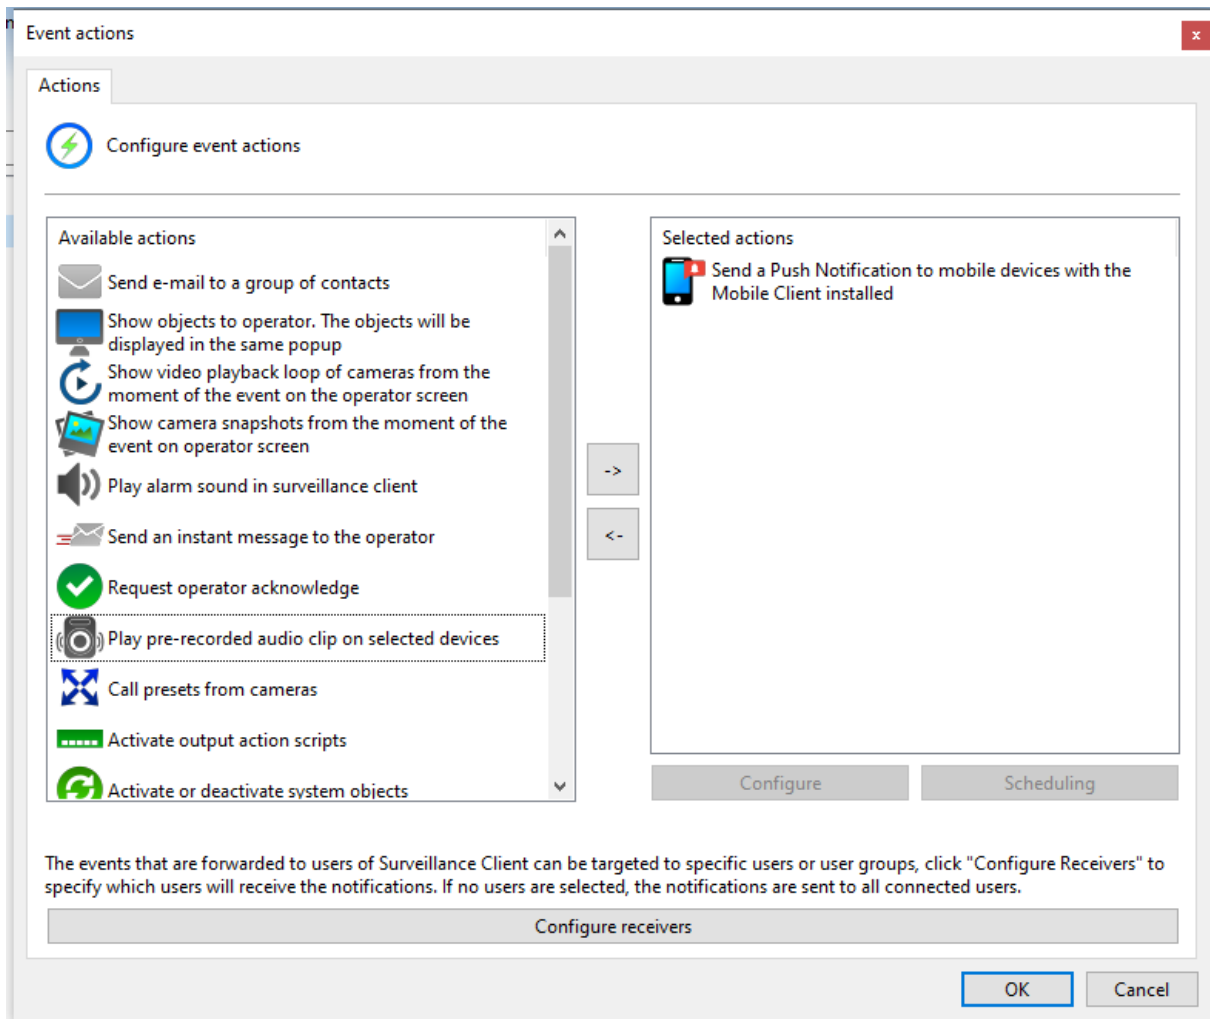 Event actions
x
Actions
Configure event actions
Available actions
Send e-mail to a group of contacts
Show objects to operator. The objects will be
displayed in the same popup
Show video playback loop of cameras from the
moment of the event on the operator screen
Show camera snapshots from the moment of the
event on operator screen
Play alarm sound in surveillance client
Send an instant message to the operator
Request operator acknowledge
Play pre-recorded audio clip on selected devices
Call presets from cameras
Activate output action scripts
Activate or deactivate system objects
->
<-
Selected actions
Send a Push Notification to mobile devices with the
Mobile Client installed
Configure
Scheduling
The events that are forwarded to users of Surveillance Client can be targeted to specific users or user groups, click "Configure Receivers" to
specify which users will receive the notifications. If no users are selected, the notifications are sent to all connected users.
Configure receivers
OK
Cancel